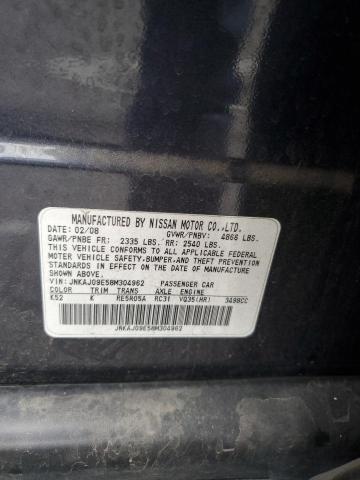 MANUFACTURED BY NISSAN MOTOR CO.,LTD.
DATE: 02/08 GVWR/PNBV: 4866 LBS.
GAWR/PNBE FR: 2335 LBS. RR: 2540 LBS.
THIS VEHICLE CONFORMS TO ALL APPLICABLE FEDERAL
MOTOR VEHICLE SAFETY,BUMPER,AND THEFT PREVENTION
STANDARDS IN EFFECT ON THE DATE OF MANUFACTURE
SHOWN ABOVE.
VIN:JNKAJ09E58M304962 PASSENGER CAR
COLOR TRIM TRANS AXLE ENGINE
K52 K RE5R05A RC31 VQ35(HR) 3498CC
JNKAJ09E58M304962